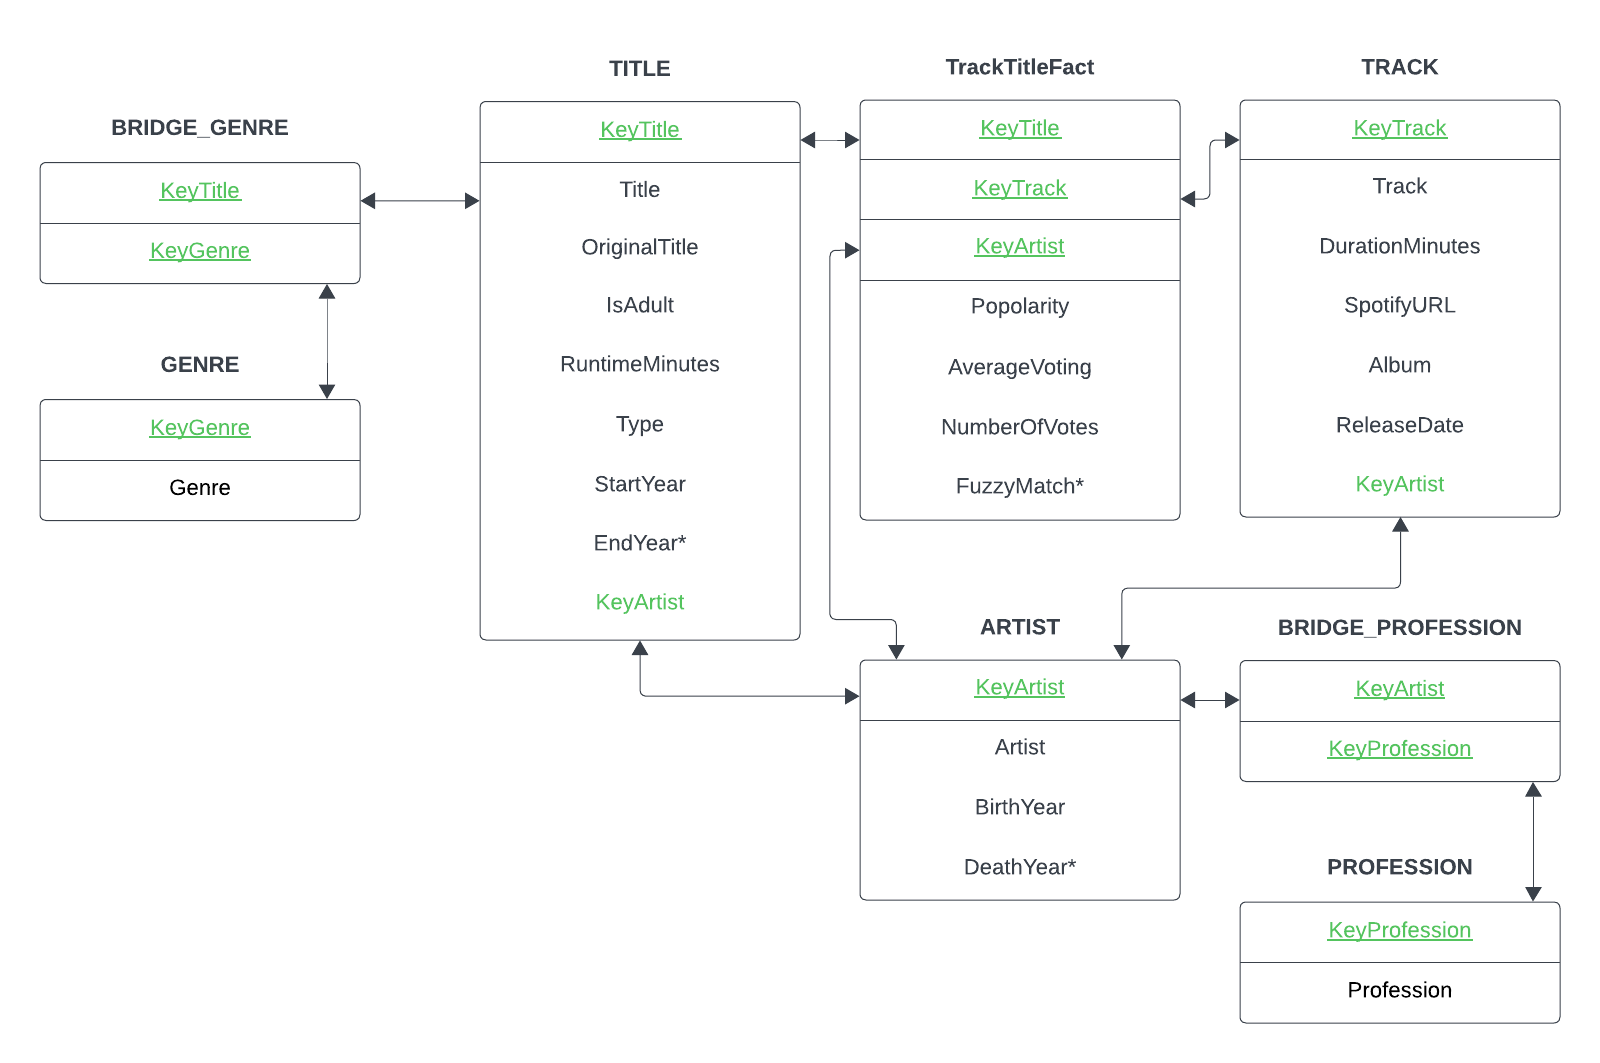 BRIDGE_GENRE
KeyTitle
KeyGenre
GENRE
KeyGenre
Genre
TITLE
KeyTitle
Title
OriginalTitle
IsAdult
RuntimeMinutes
Type
StartYear
EndYear*
KeyArtist
TrackTitleFact
KeyTitle
KeyTrack
KeyArtist
Popolarity
AverageVoting
NumberOfVotes
FuzzyMatch*
TRACK
KeyTrack
Track
DurationMinutes
SpotifyURL
Album
ReleaseDate
KeyArtist
ARTIST
KeyArtist
Artist
BirthYear
DeathYear*
BRIDGE_PROFESSION
KeyArtist
KeyProfession
PROFESSION
KeyProfession
Profession